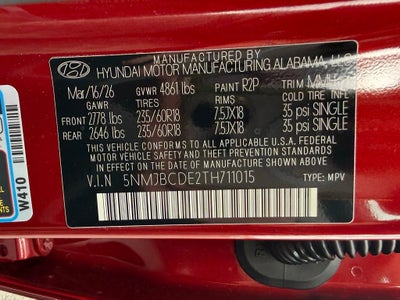 MANUFACTURED BY
HYUNDAI MOTOR MANUFACTURING ALABAMA, LLC
Mar/16/26 GVWR 4861 lbs PAINT R2P TRIM
GAWR TIRES RIMS COLD TIRE INFL
FRONT 2778 lbs 235/60R18 7.5JX18 35 psi SINGLE
REAR 2646 lbs 235/60R18 7.5JX18 35 psi SINGLE
THIS VEHICLE CONFORMS TO ALL APPLICABLE U.S. FEDERAL
MOTOR VEHICLE SAFETY AND THEFT PREVENTION STANDARDS
IN EFFECT ON THE DATE OF MANUFACTURE SHOWN ABOVE.
V.I.N 5NMJBCDE2TH711015 TYPE: MPV
W410